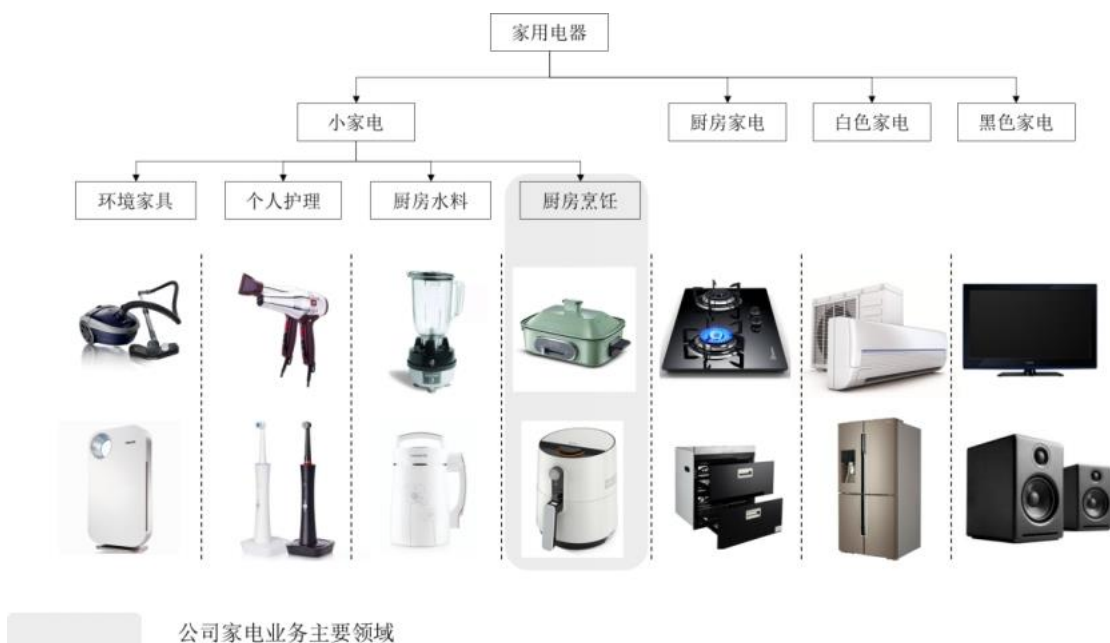 家用电器
小家电
厨房家电
白色家电
黑色家电
环境家具
个人护理
厨房水料
厨房烹饪
公司家电业务主要领域